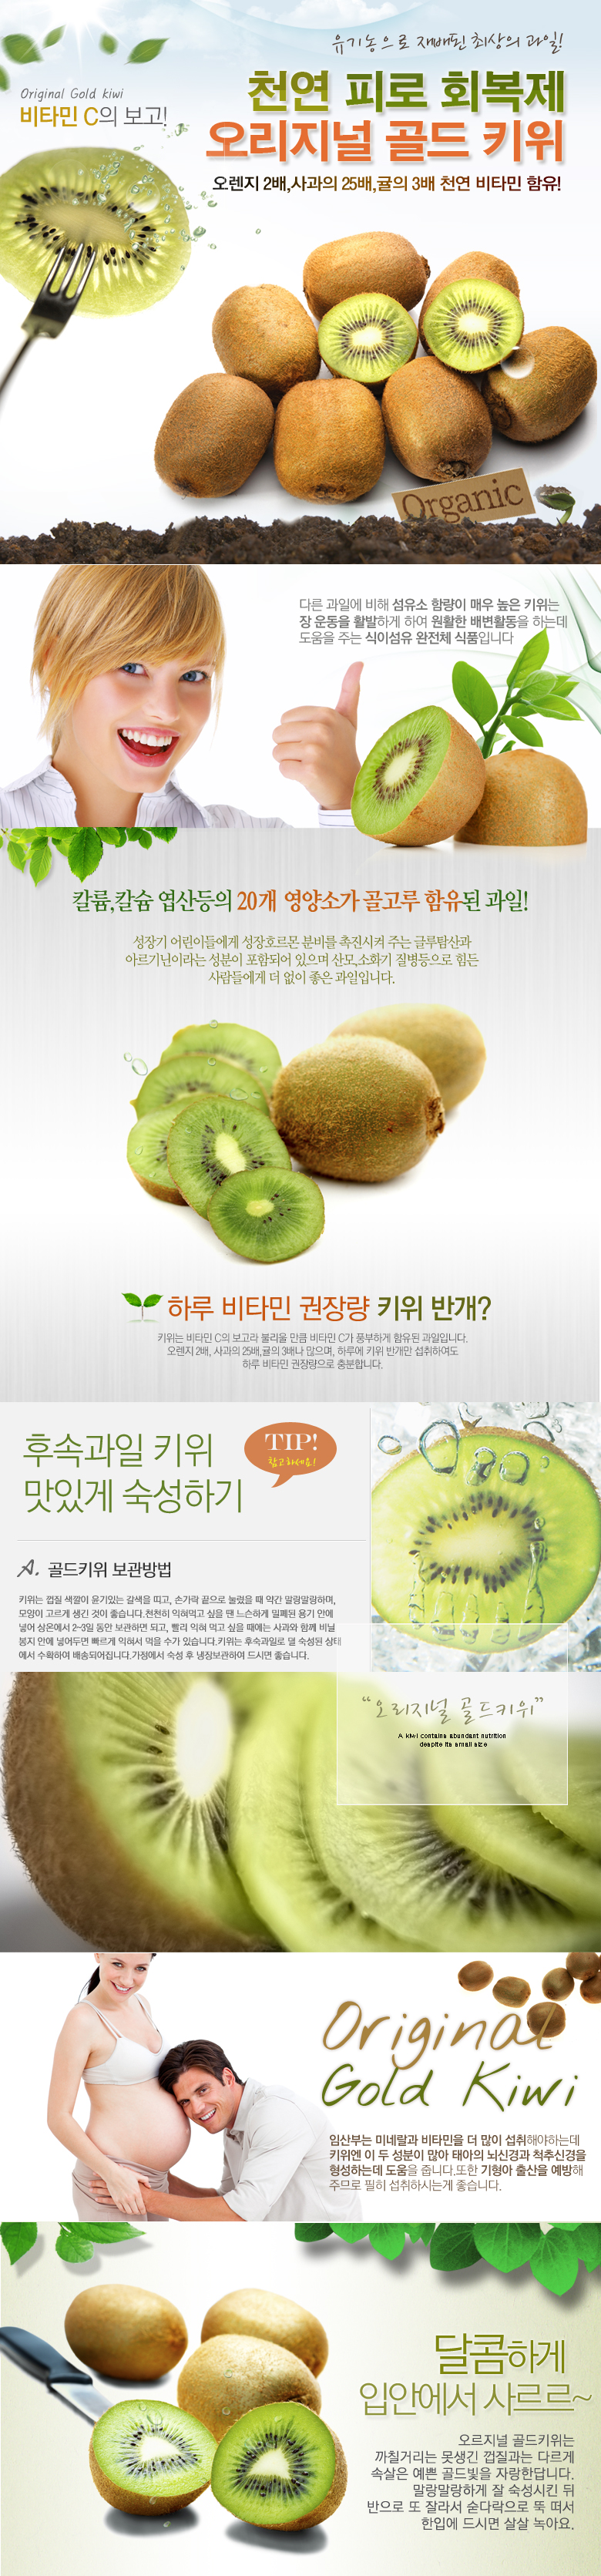 유기농으로 재배된 최상의 과일!
Original Gold kiwi
비타민 C의 보고!
천연 피로 회복제
오리지널 골드 키위
오렌지 2배,사과의 25배,귤의 3배 천연 비타민 함유!
Organic
다른 과일에 비해 섬유소 함량이 매우 높은 키위는
장 운동을 활발하게 하여 원활한 배변활동을 하는데
도움을 주는 식이섬유 완전체 식품입니다
칼륨,칼슘 엽산등의 20개 영양소가 골고루 함유된 과일!
성장기 어린이들에게 성장호르몬 분비를 촉진시켜 주는 글루탐산과
아르기닌이라는 성분이 포함되어 있으며 산모,소화기 질병등으로 힘든
사람들에게 더 없이 좋은 과일입니다.
하루 비타민 권장량 키위 반개?
키위는 비타민 C의 보고라 불리울 만큼 비타민 C가 풍부하게 함유된 과일입니다.
오렌지 2배, 사과의 25배,귤의 3배나 많으며, 하루에 키위 반개만 섭취하여도
하루 비타민 권장량으로 충분합니다.
후숙과일 키위
맛있게 숙성하기
TIP!
참고하세요!
A. 골드키위 보관방법
키위는 껍질 색깔이 윤기있는 갈색을 띠고, 손가락 끝으로 눌렀을 때 약간 말랑말랑하며,
모양이 고르게 생긴 것이 좋습니다.천천히 익혀먹고 싶을 땐 느슨하게 밀폐된 용기 안에
넣어 상온에서 2~3일 동안 보관하면 되고, 빨리 익혀 먹고 싶을 때에는 사과와 함께 비닐
봉지 안에 넣어두면 빠르게 익혀서 먹을 수가 있습니다.키위는 후속과일로 덜 숙성된 상태
에서 수확하여 배송되어집니다.가정에서 숙성 후 냉장보관하여 드시면 좋습니다.
“오리지널 골드키위”
A kiwi contains abundant nutrition
despite its small size
Original
Gold Kiwi
임산부는 미네랄과 비타민을 더 많이 섭취해야하는데
키위엔 이 두 성분이 많아 태아의 뇌신경과 척추신경을
형성하는데 도움을 줍니다.또한 기형아 출산을 예방해
주므로 필히 섭취하시는게 좋습니다.
달콤하게
입안에서 사르르~
오르지널 골드키위는
까칠거리는 못생긴 껍질과는 다르게
속살은 예쁜 골드빛을 자랑한답니다.
말랑말랑하게 잘 숙성시킨 뒤
반으로 또 잘라서 숟다락으로 뚝 떠서
한입에 드시면 살살 녹아요.